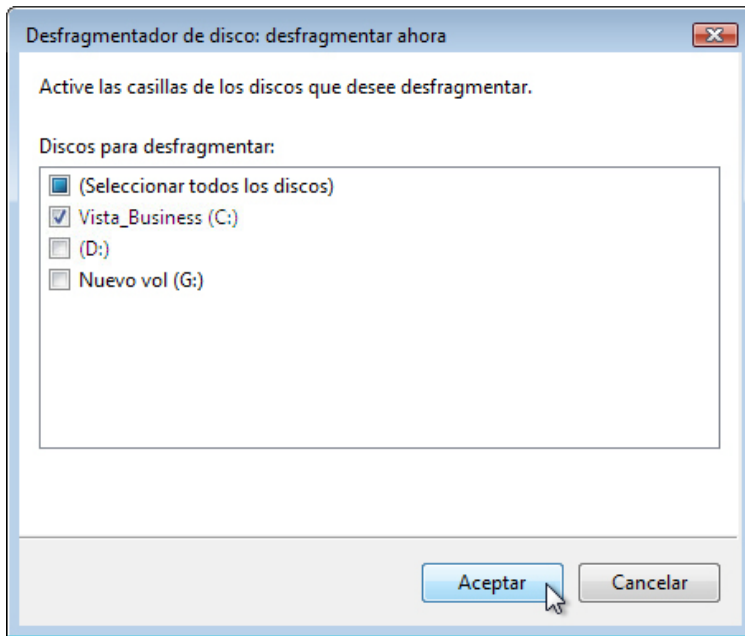 Desfragmentador de disco: desfragmentar ahora
Active las casillas de los discos que desee desfragmentar.
Discos para desfragmentar:
(Seleccionar todos los discos)
Vista_Business (C:)
(D:)
Nuevo vol (G:)
Aceptar
Cancelar